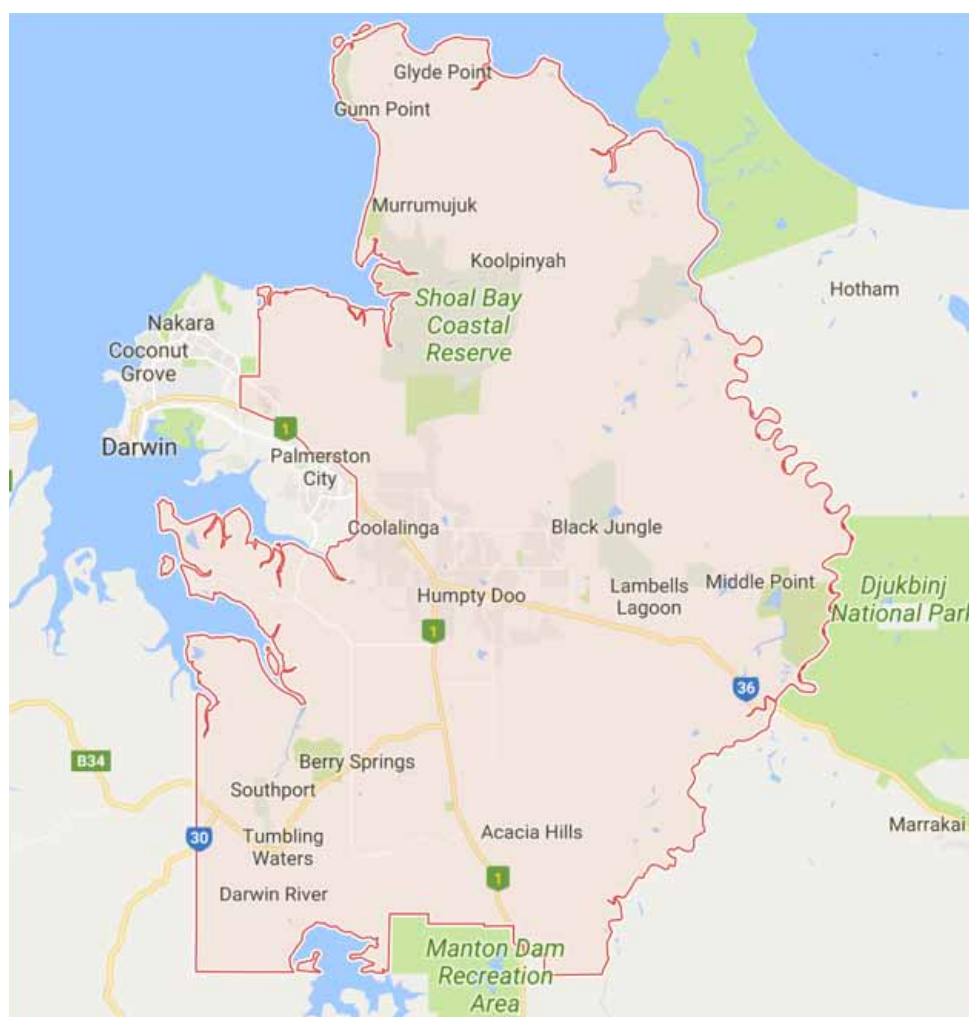 Glyde Point
Gunn Point
Murrumujuk
Koolpinyah
Hotham
Shoal Bay
Coastal
Reserve
Nakara
Coconut
Grove
Darwin
1
Palmerston
City
Coolalinga
Black Jungle
Humpty Doo
Lambells
Lagoon
Middle Point
Djukbinj
National Park
1
36
B34
Berry Springs
Southport
30
Tumbling
Waters
Acacia Hills
Marrakai
Darwin River
1
Manton Dam
Recreation
Area